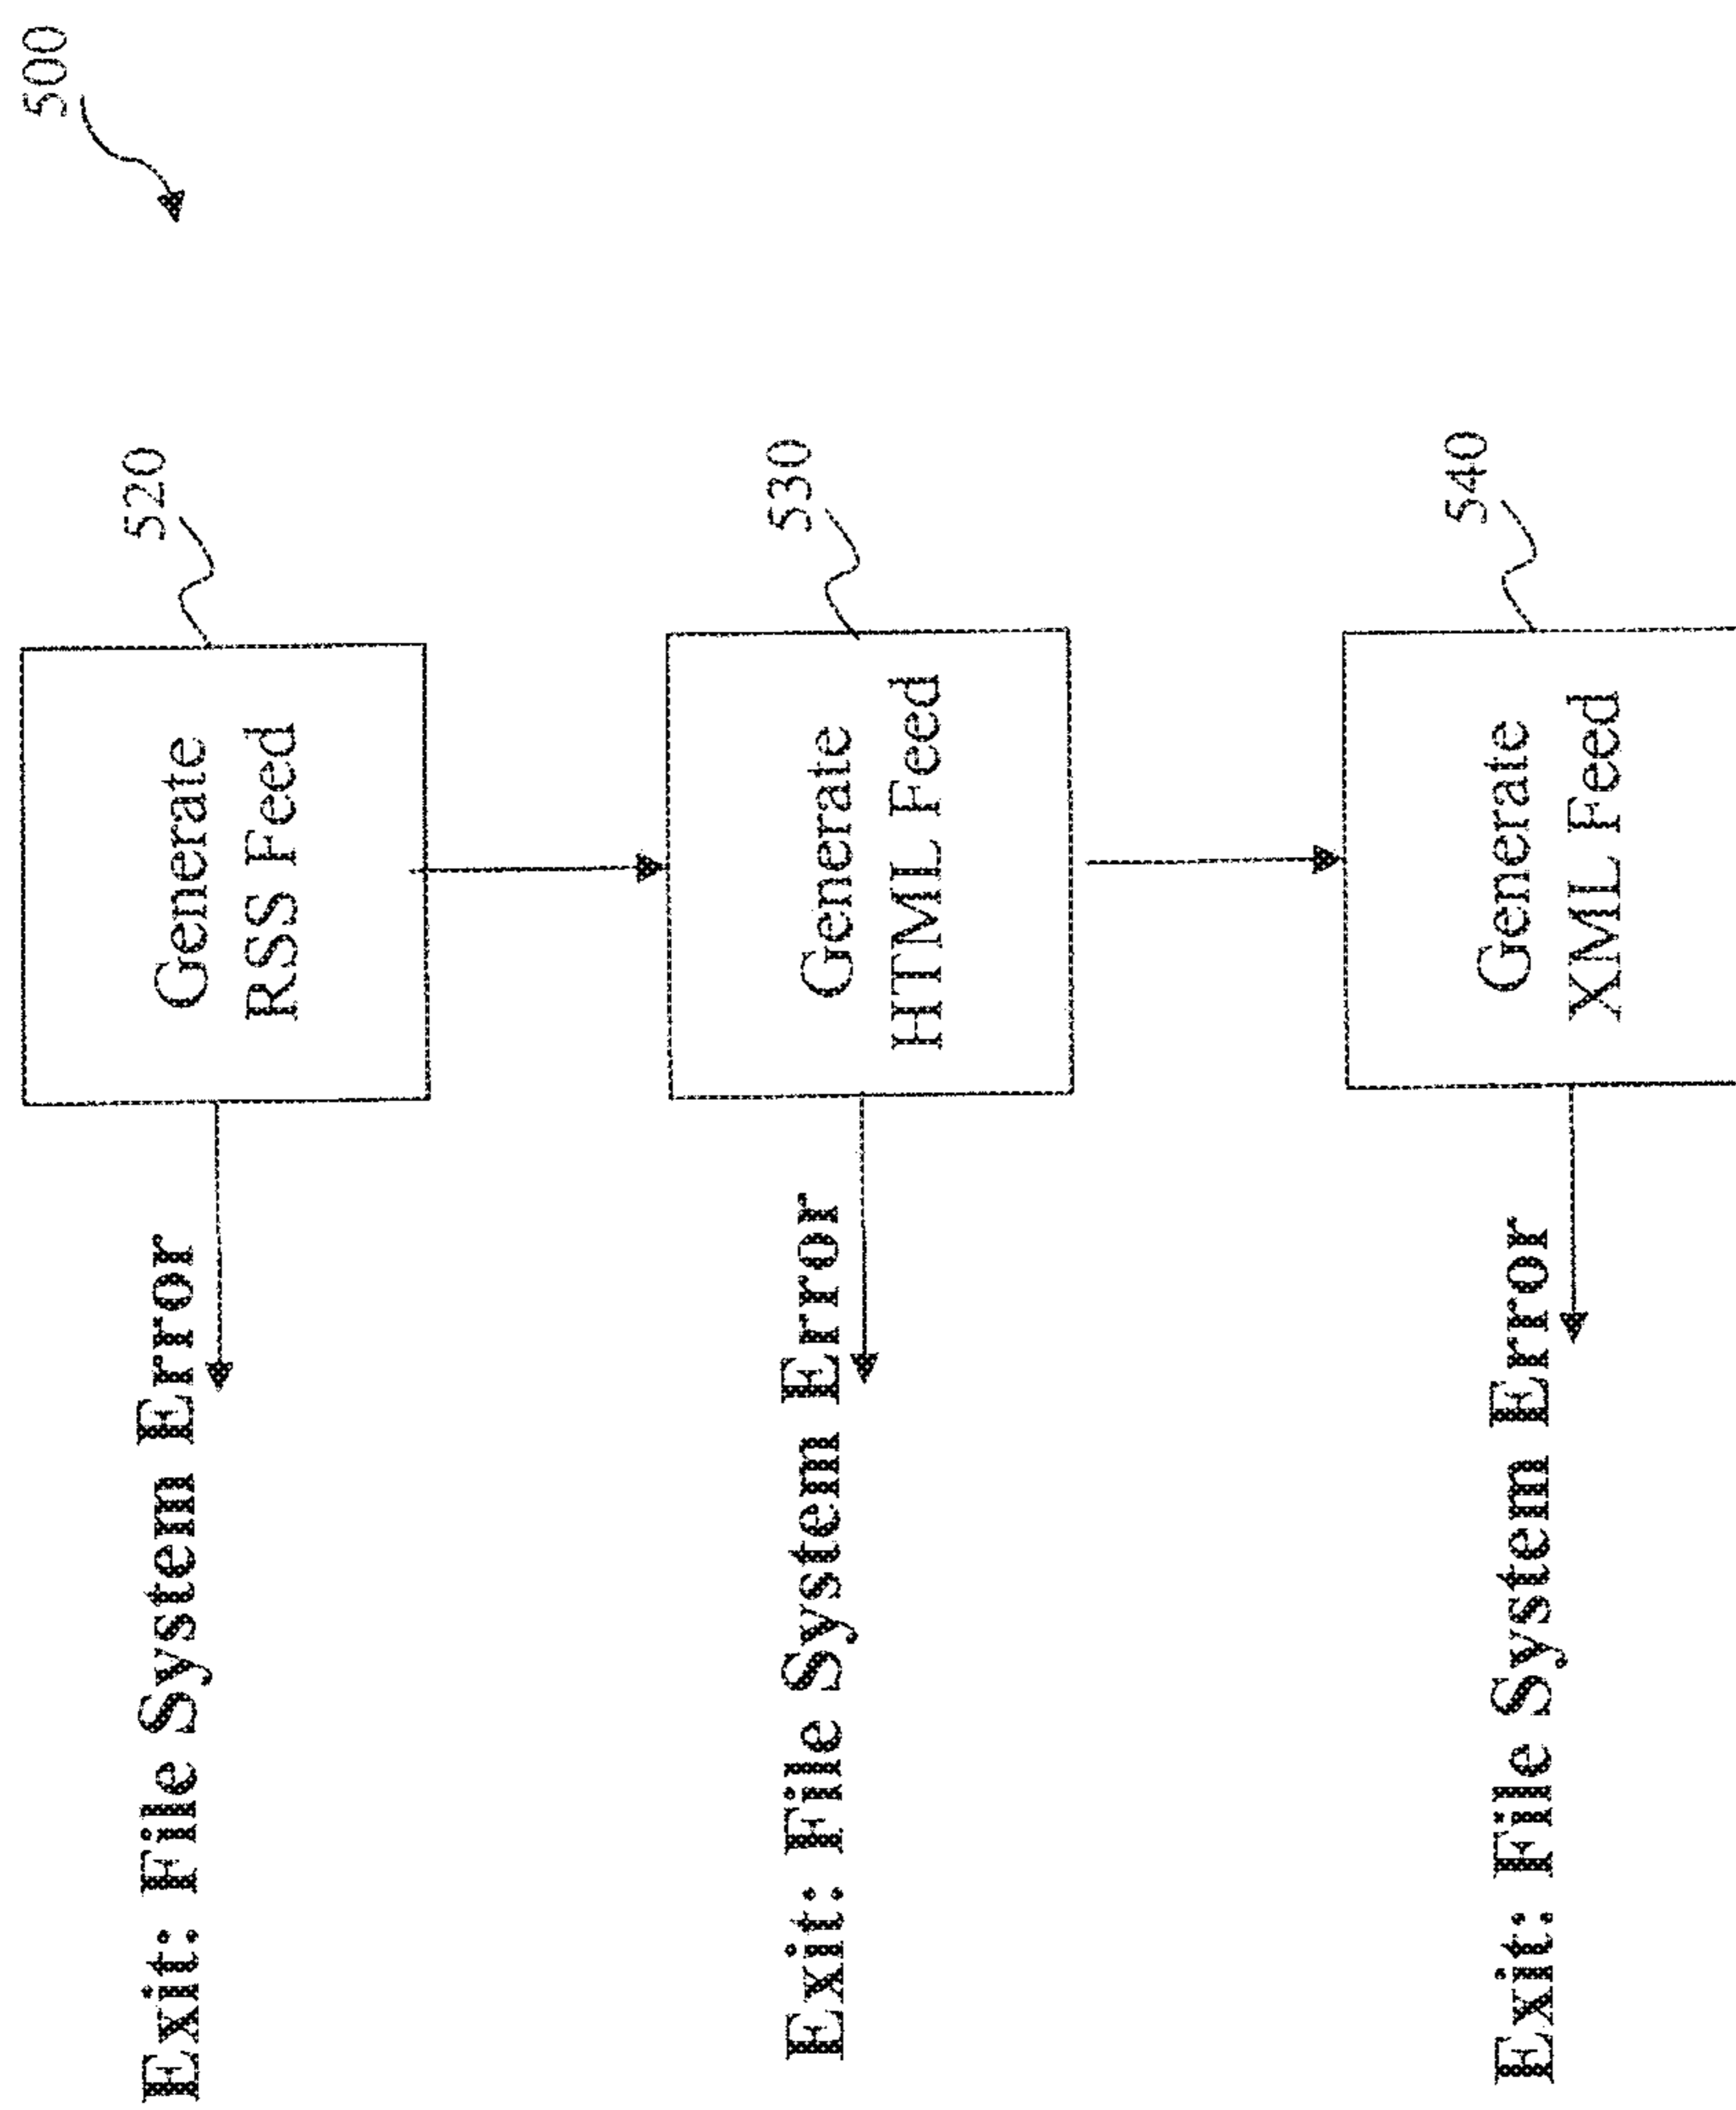 500
520
Generate
RSS Feed
Exit: File System Error
530
Generate
HTML Feed
Exit: File System Error
540
Generate
XML Feed
Exit: File System Error